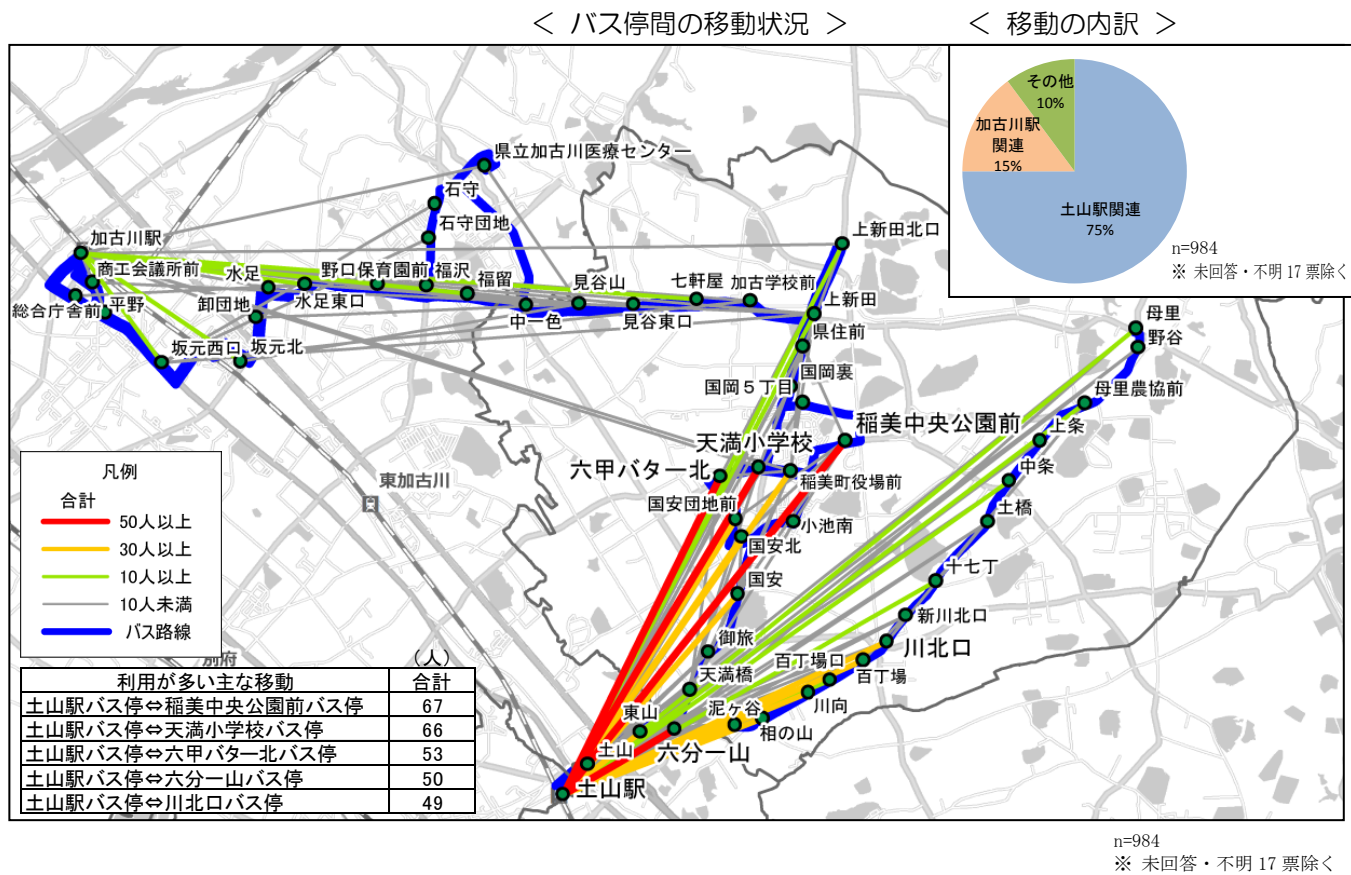 ＜ バス停間の移動状況 ＞
＜ 移動の内訳 ＞
その他
10%
加古川駅
関連
15%
土山駅関連
75%
n=984
※ 未回答・不明 17 票除く
県立加古川医療センター
石守
石守団地
加古川駅
商工会議所前
水足
野口保育園前
福沢
福留
見谷山
七軒屋
加古学校前
上新田北口
上新田
総合庁舎前
平野
卸団地
水足東口
中一色
見谷東口
県住前
母里
野谷
坂元西口
坂元北
国岡裏
国岡５丁目
母里農協前
稲美中央公園前
上条
天満小学校
六甲バター北
稲美町役場前
中条
東加古川
国安団地前
小池南
土橋
国安北
国安
十七丁
新川北口
御旅
川北口
百丁場口
百丁場
天満橋
川向
東山
泥ヶ谷
相の山
六分一山
土山
土山駅
別府
凡例
合計
50人以上
30人以上
10人以上
10人未満
バス路線
（人）
利用が多い主な移動 合計
土山駅バス停⇔稲美中央公園前バス停 67
土山駅バス停⇔天満小学校バス停 66
土山駅バス停⇔六甲バター北バス停 53
土山駅バス停⇔六分一山バス停 50
土山駅バス停⇔川北口バス停 49
n=984
※ 未回答・不明 17 票除く